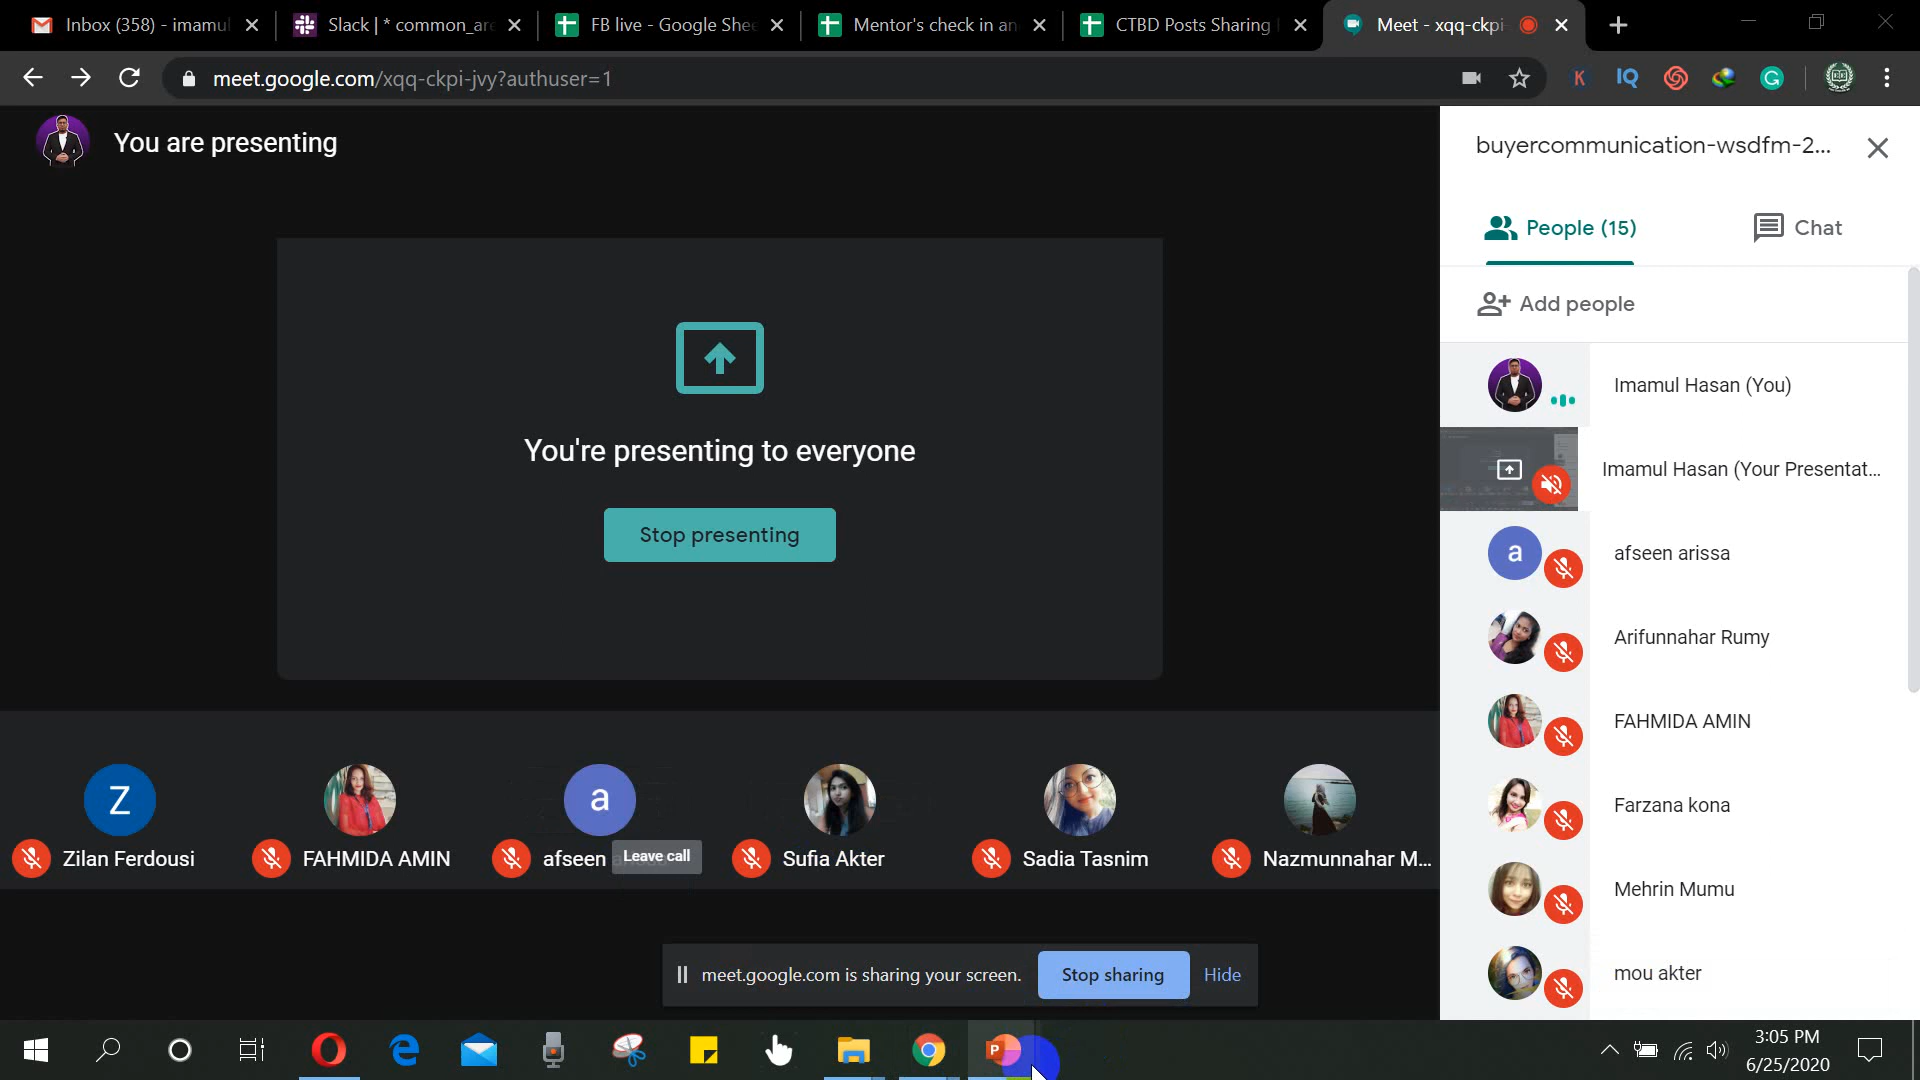 Inbox (358) - imamul
Slack | * common_are
FB live - Google Shee
Mentor's check in an
CTBD Posts Sharing
Meet - xqq-ckpi-
meet.google.com/xqq-ckpi-jvy?authuser=1
K
IQ
You are presenting
buyercommunication-wsdfm-2...
People (15)
Chat
Add people
You're presenting to everyone
Stop presenting
Imamul Hasan (You)
Imamul Hasan (Your Presentat...
a
afseen arissa
Arifunnahar Rumy
FAHMIDA AMIN
Farzana kona
Mehrin Mumu
mou akter
Z
a
Zilan Ferdousi
FAHMIDA AMIN
afseen
Leave call
Sufia Akter
Sadia Tasnim
Nazmunnahar M...
meet.google.com is sharing your screen.
Stop sharing
Hide
P
3:05 PM
6/25/2020